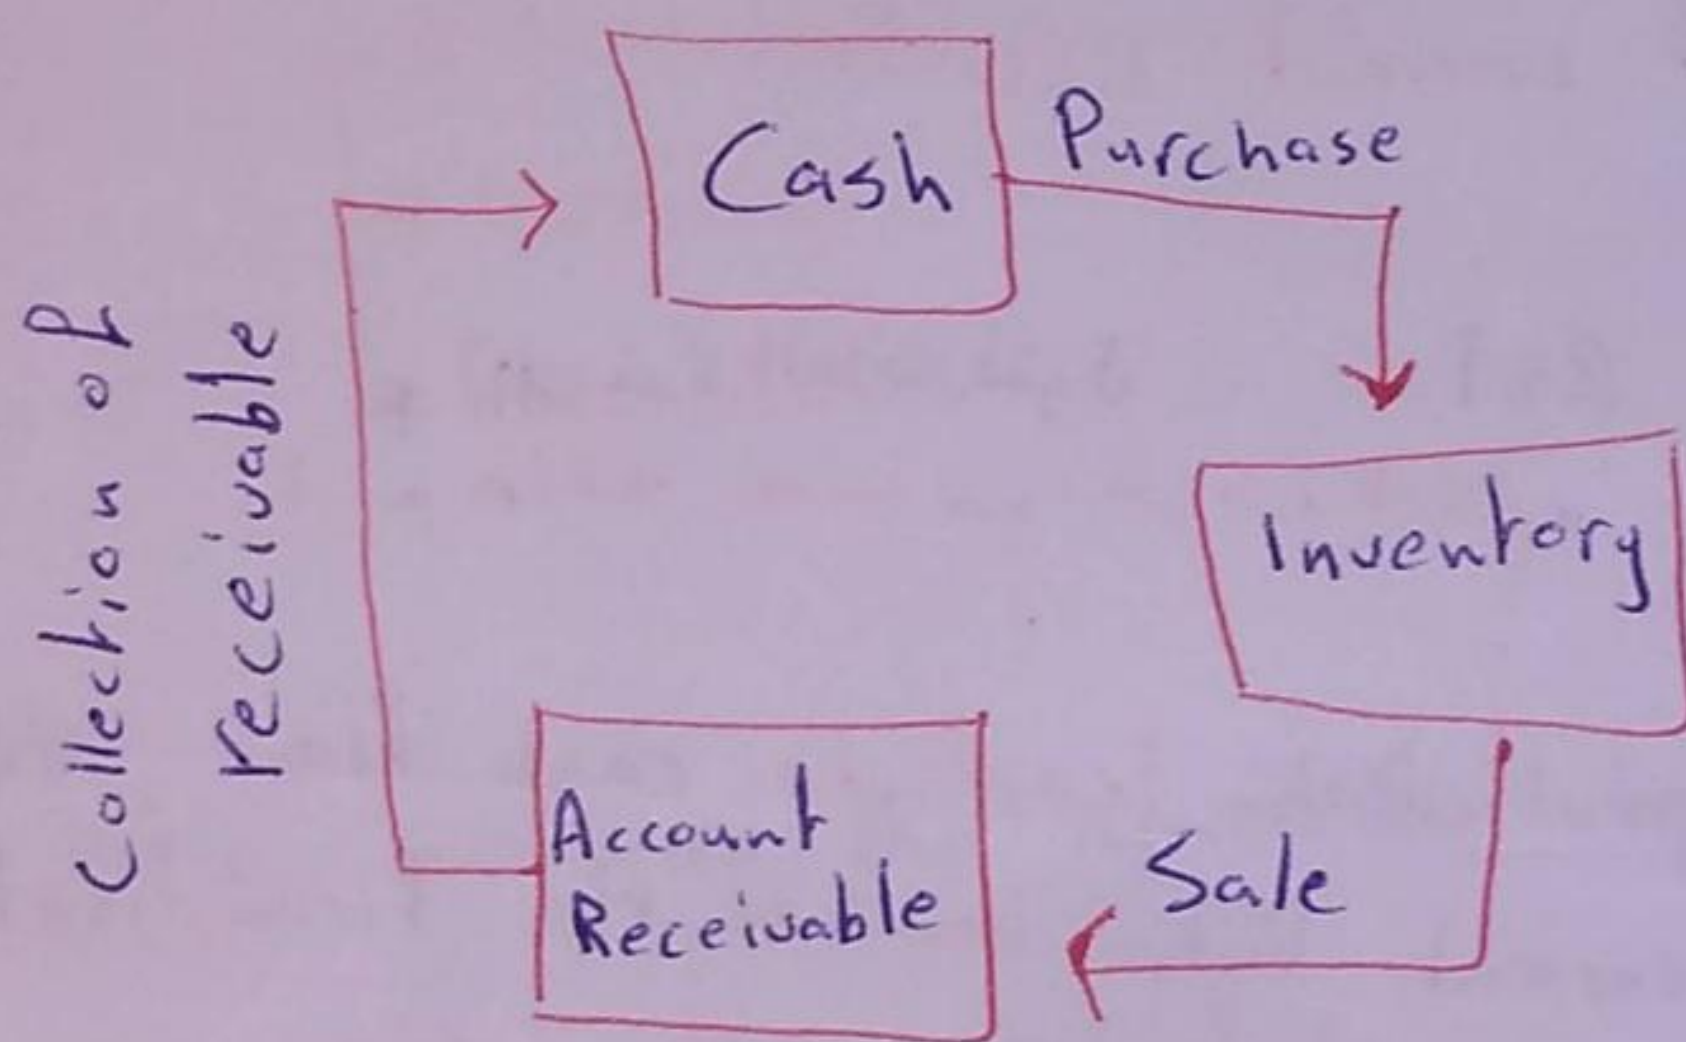 Cash
Purchase
Inventory
Sale
Account
Receivable
Collection of
receivable